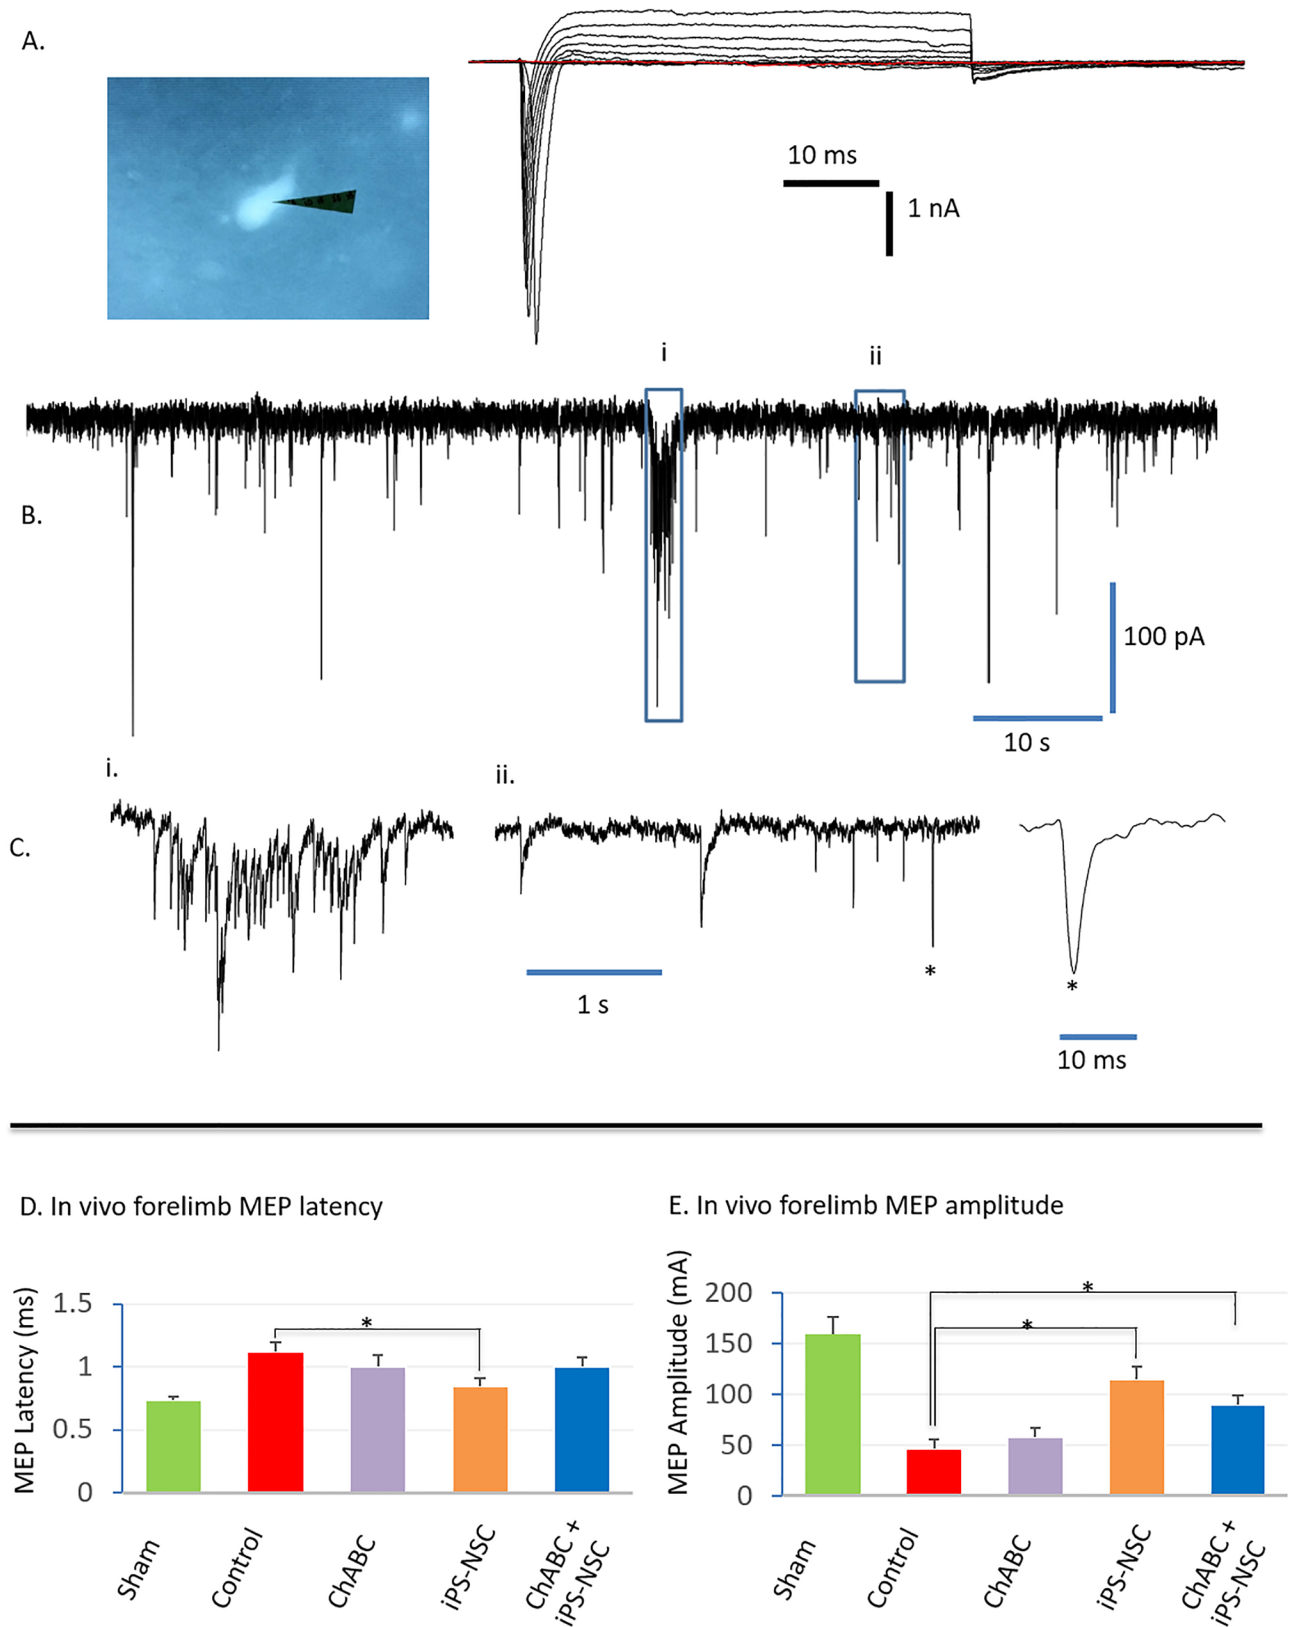 A.
10 ms
1 nA
i
ii
B.
100 pA
10 s
i.
ii.
C.
*
*
1 s
10 ms
D. In vivo forelimb MEP latency
E. In vivo forelimb MEP amplitude
MEP Latency (ms)
1.5
1
0.5
0
*
Sham
Control
ChABC
iPS-NSC
ChABC +
iPS-NSC
MEP Amplitude (mA)
200
150
100
50
0
*
*
Sham
Control
ChABC
iPS-NSC
ChABC +
iPS-NSC